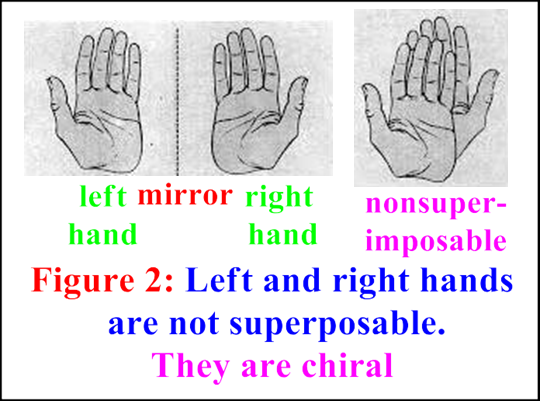 left mirror right
hand hand
nonsuper-
imposable
Figure 2: Left and right hands
are not superposable.
They are chiral